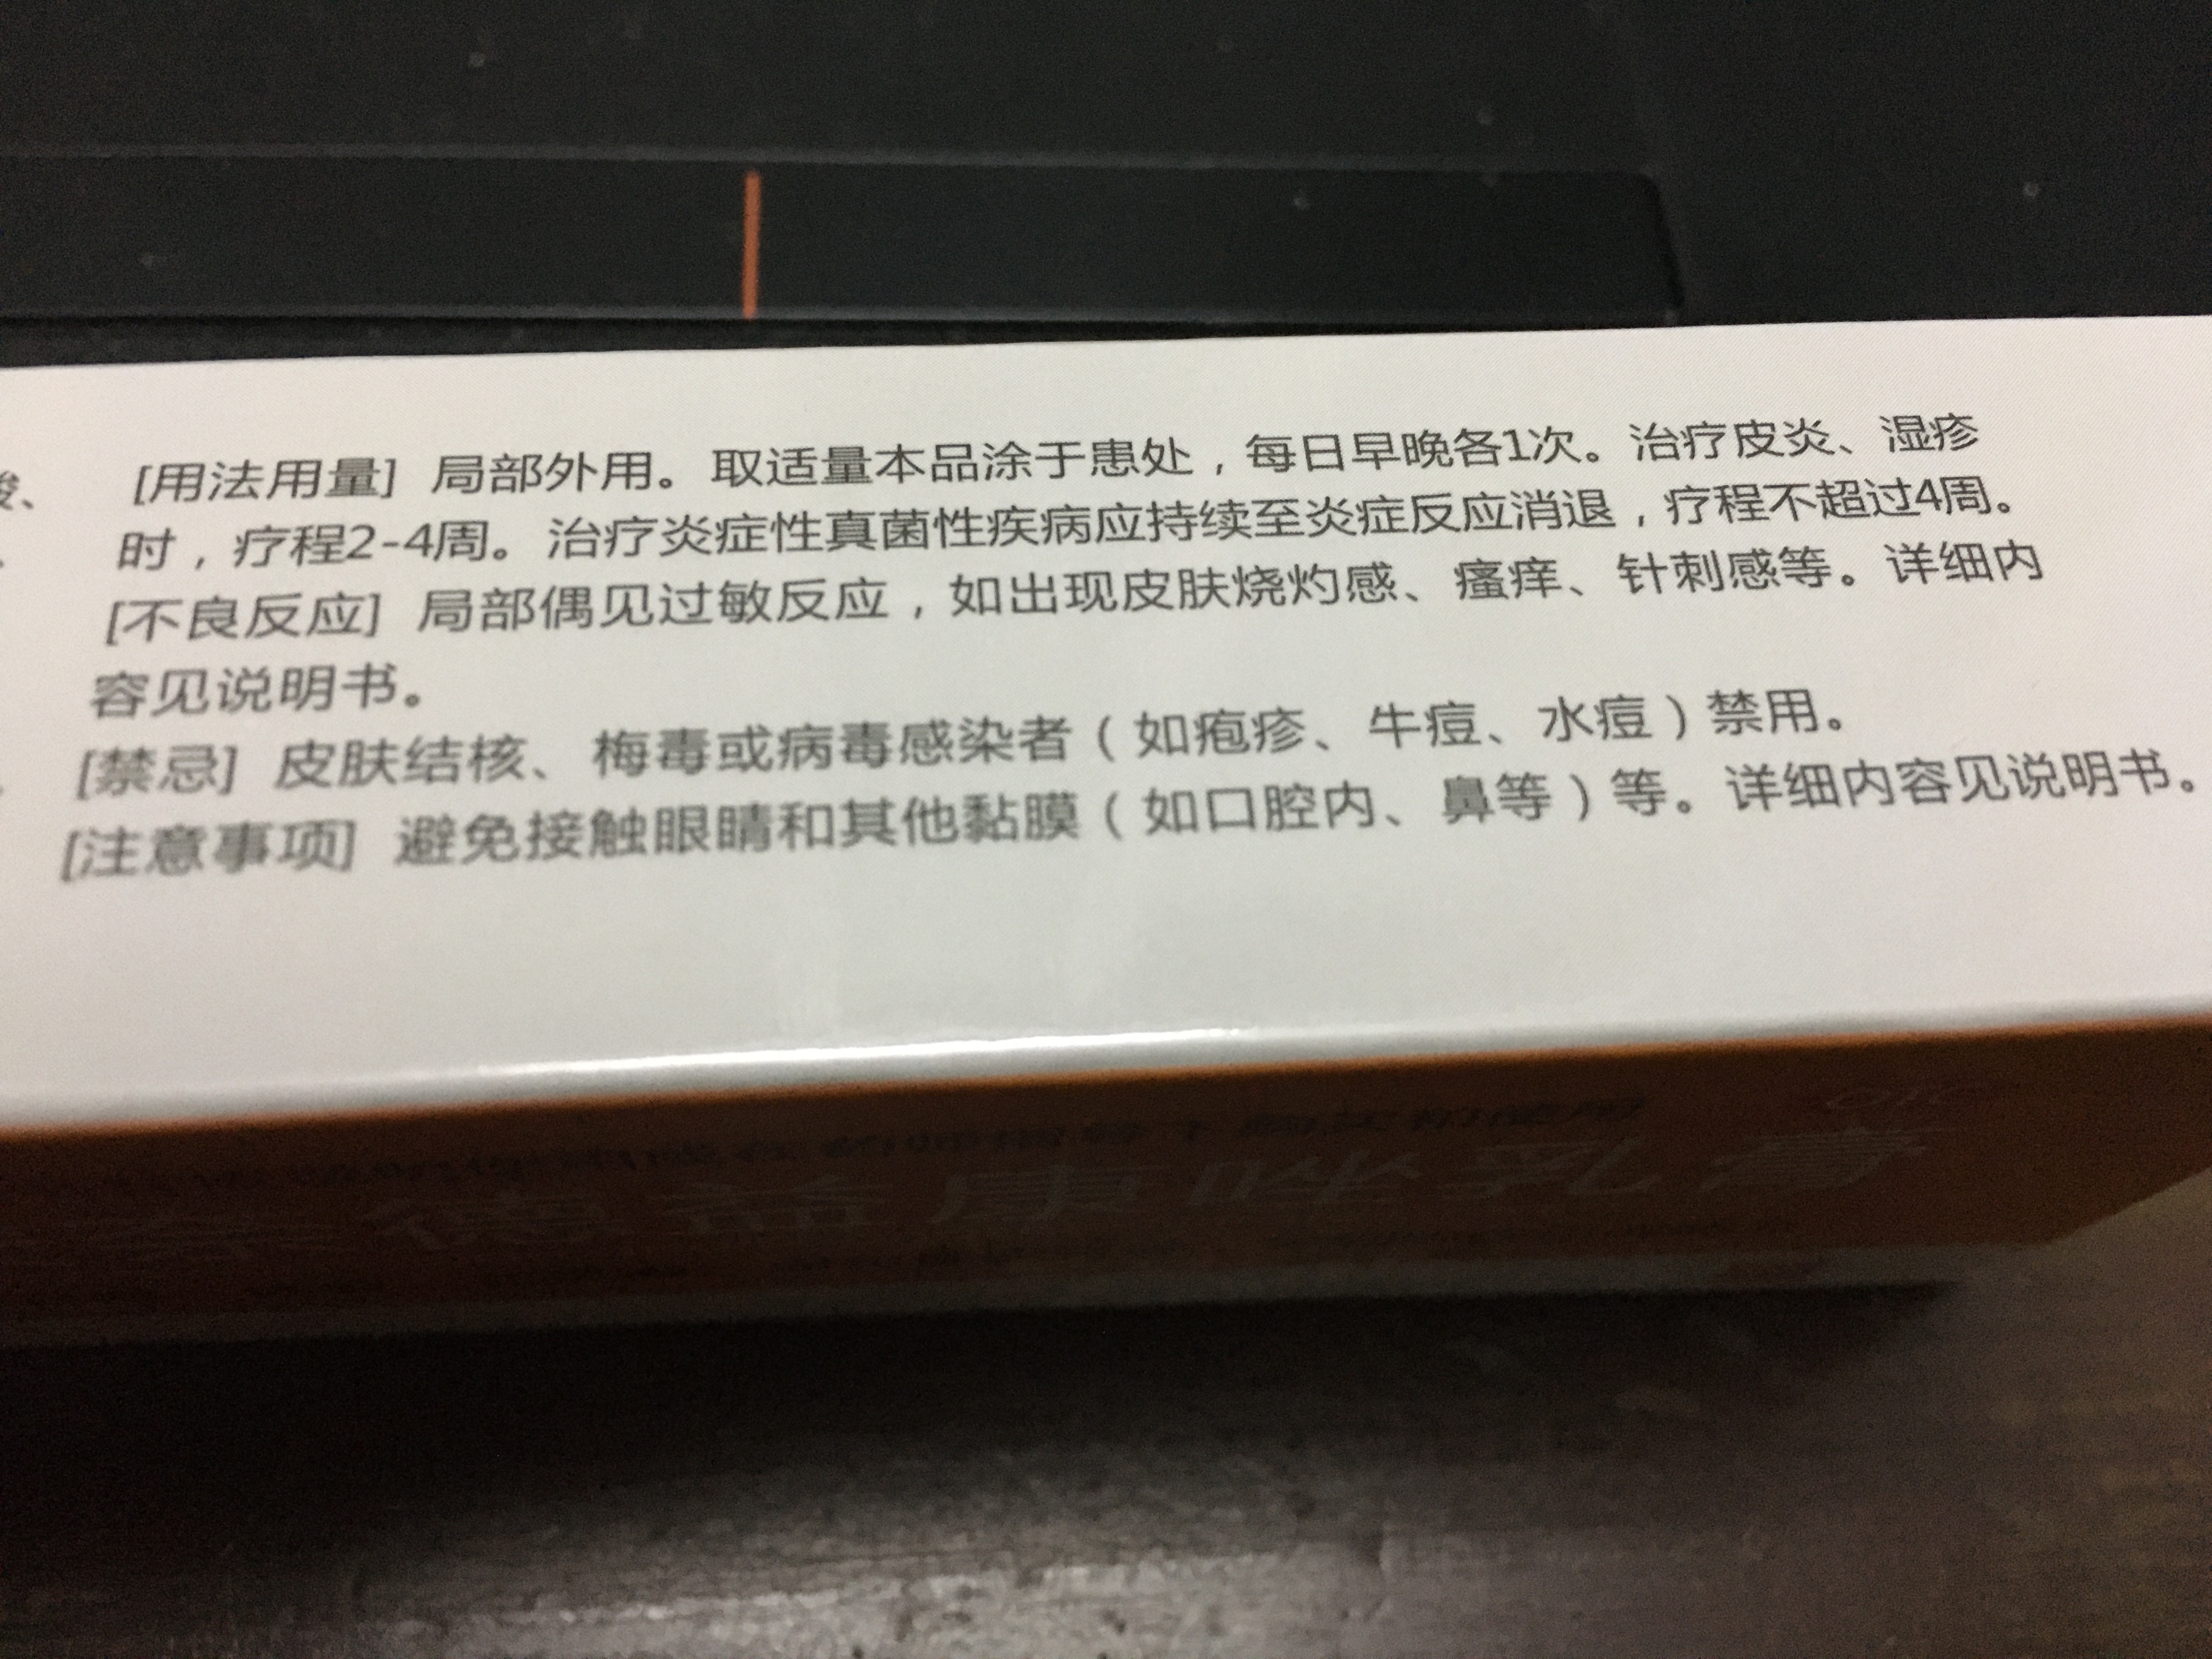 [用法用量] 局部外用。取适量本品涂于患处，每日早晚各1次。治疗皮炎、湿疹
时，疗程2-4周。治疗炎症性真菌性疾病应持续至炎症反应消退，疗程不超过4周。
[不良反应] 局部偶见过敏反应，如出现皮肤烧灼感、瘙痒、针刺感等。详细内
容见说明书。
[禁忌] 皮肤结核、梅毒或病毒感染者（如疱疹、牛痘、水痘）禁用。
[注意事项] 避免接触眼睛和其他黏膜（如口腔内、鼻等）等。详细内容见说明书。